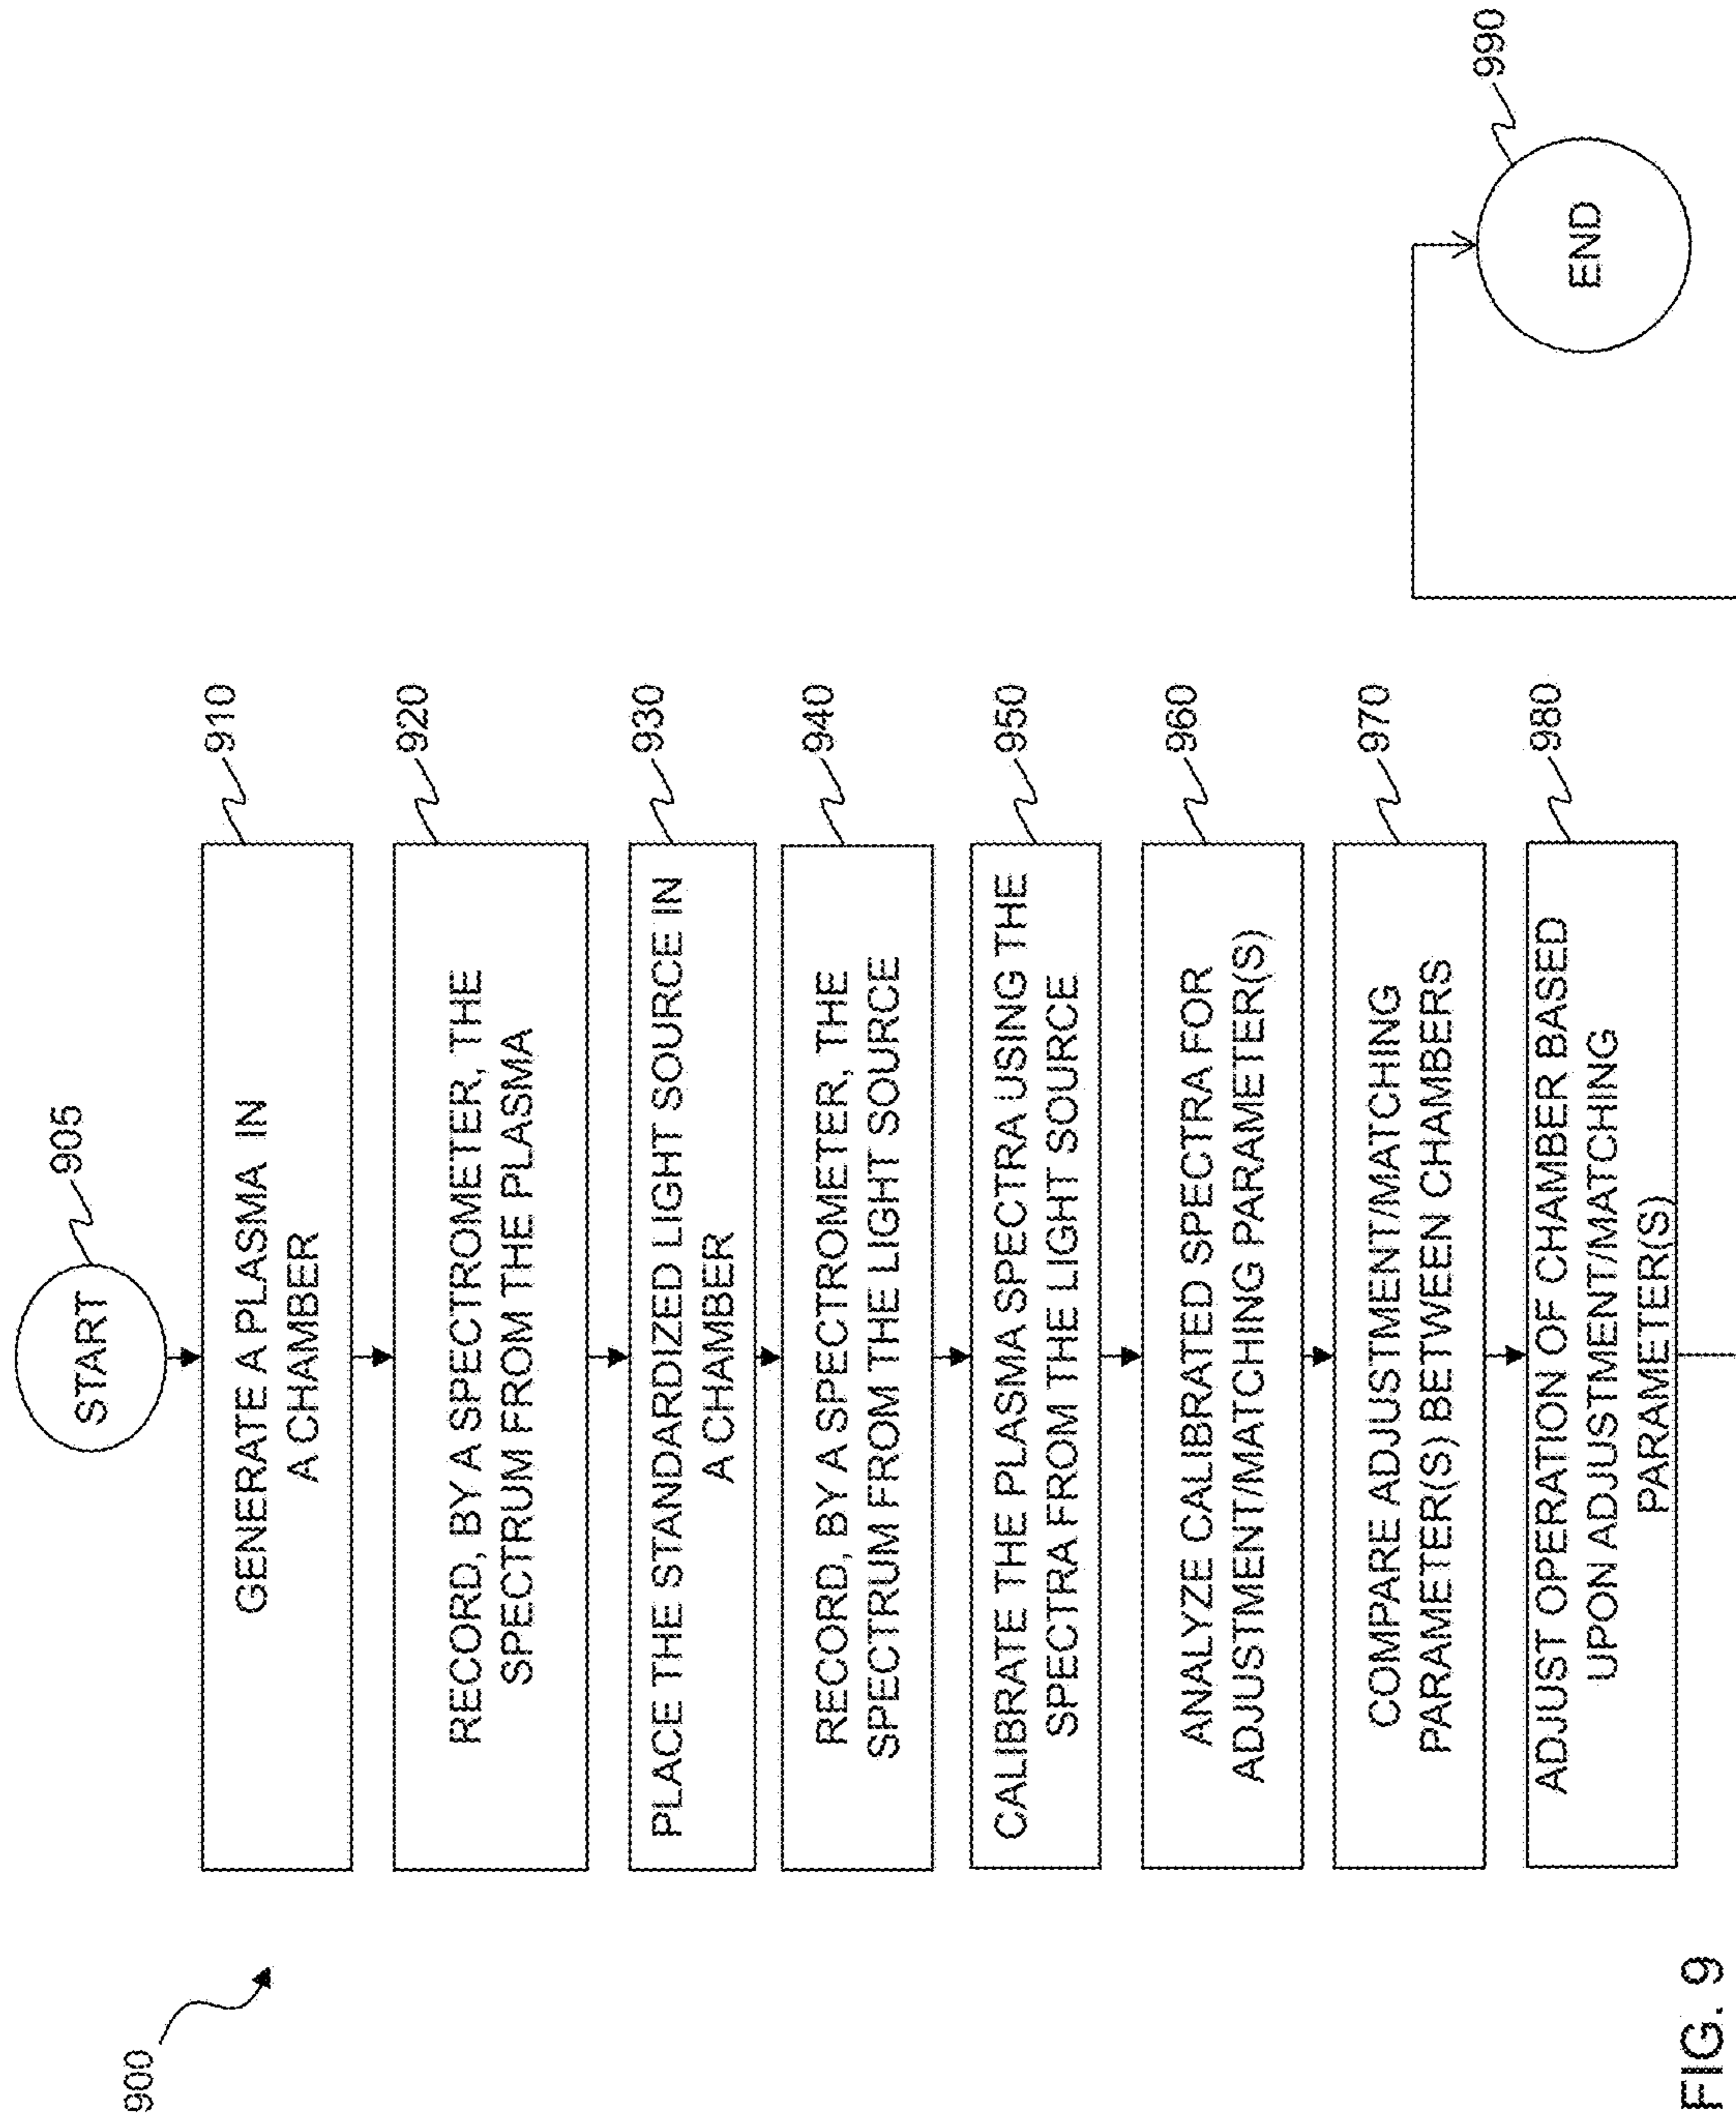 900
START
905
GENERATE A PLASMA IN
A CHAMBER
910
RECORD, BY A SPECTROMETER, THE
SPECTRUM FROM THE PLASMA
920
PLACE THE STANDARDIZED LIGHT SOURCE IN
A CHAMBER
930
RECORD, BY A SPECTROMETER, THE
SPECTRUM FROM THE LIGHT SOURCE
940
CALIBRATE THE PLASMA SPECTRA USING THE
SPECTRA FROM THE LIGHT SOURCE
950
ANALYZE CALIBRATED SPECTRA FOR
ADJUSTMENT/MATCHING PARAMETER(S)
960
COMPARE ADJUSTMENT/MATCHING
PARAMETER(S) BETWEEN CHAMBERS
970
ADJUST OPERATION OF CHAMBER BASED
UPON ADJUSTMENT/MATCHING
PARAMETER(S)
980
END
990
FIG. 9